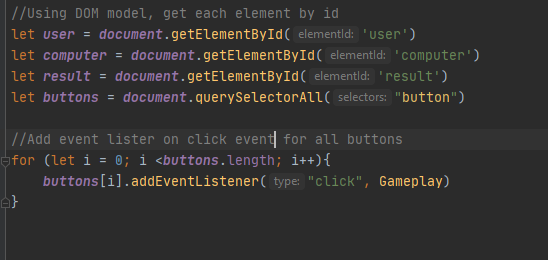 //Using DOM model, get each element by id
let user = document.getElementById( elementId: 'user')
let computer = document.getElementById( elementId: 'computer')
let result = document.getElementById( elementId: 'result')
let buttons = document.querySelectorAll( selectors: "button")
//Add event lister on click event for all buttons
for (let i = 0; i <buttons.length; i++){
buttons[i].addEventListener( type: "click", Gameplay)
}